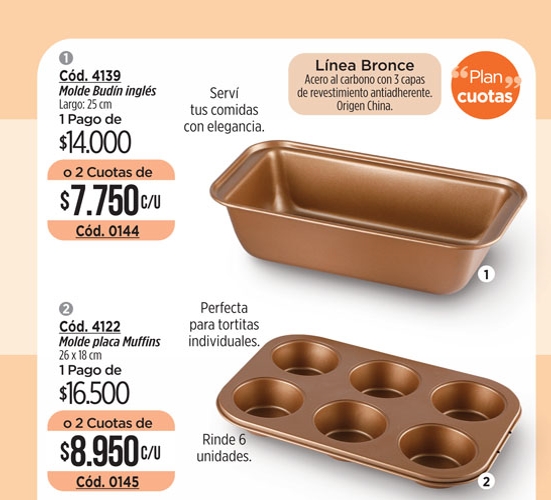 1
Cód. 4139
Molde Budín inglés
Largo: 25 cm
1 Pago de
$14.000
o 2 Cuotas de
$7.750 C/U
Cód. 0144
Serví
tus comidas
con elegancia.
Línea Bronce
Acero al carbono con 3 capas
de revestimiento antiadherente.
Origen China.
“Plan”
cuotas
1
2
Cód. 4122
Molde placa Muffins
26 x 18 cm
1 Pago de
$16.500
o 2 Cuotas de
$8.950 C/U
Cód. 0145
Perfecta
para tortitas
individuales.
Rinde 6
unidades.
2